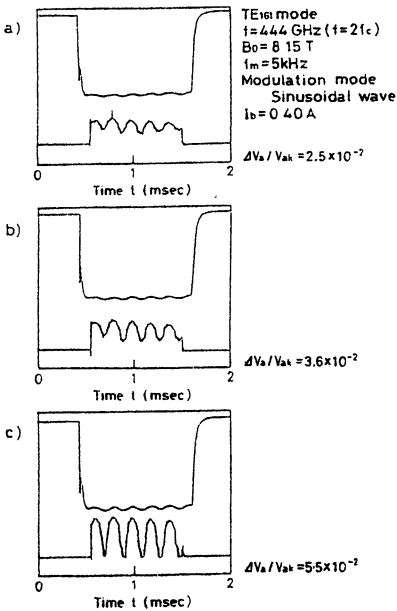 a)
TE161 mode
f=444 GHz (f=2fc)
B0=8 15 T
fm=5kHz
Modulation mode
Sinusoidal wave
Ib=0 40 A
ΔVa/Vak=2.5×10-2
0 1 2
Time t (msec)
b)
ΔVa/Vak=3.6×10-2
0 1 2
Time t (msec)
c)
ΔVa/Vak=5·5×10-2
0 1 2
Time t (msec)